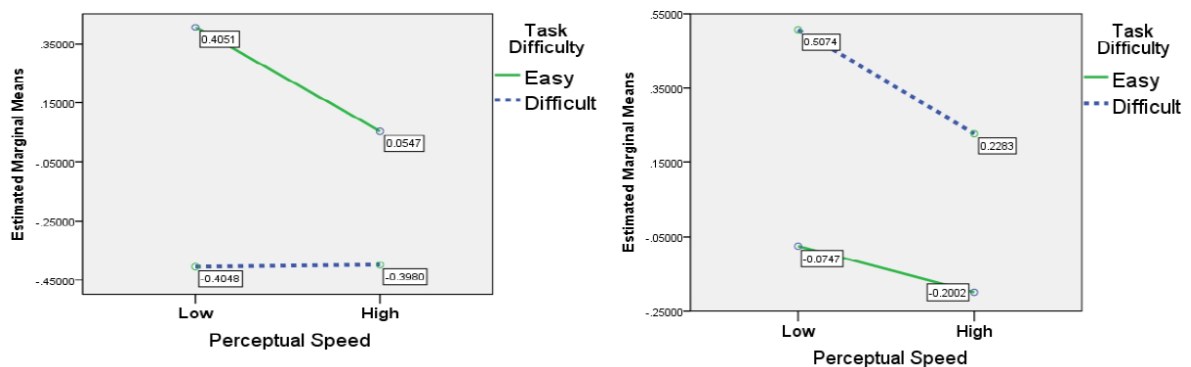 Estimated Marginal Means
.35000
.15000
-.05000
-.25000
-.45000
0.4051
0.0547
-0.4048
-0.3980
Low
High
Perceptual Speed
Task
Difficulty
Easy
Difficult
Estimated Marginal Means
.55000
.35000
.15000
-.05000
-.25000
0.5074
0.2283
-0.0747
-0.2002
Low
High
Perceptual Speed
Task
Difficulty
Easy
Difficult